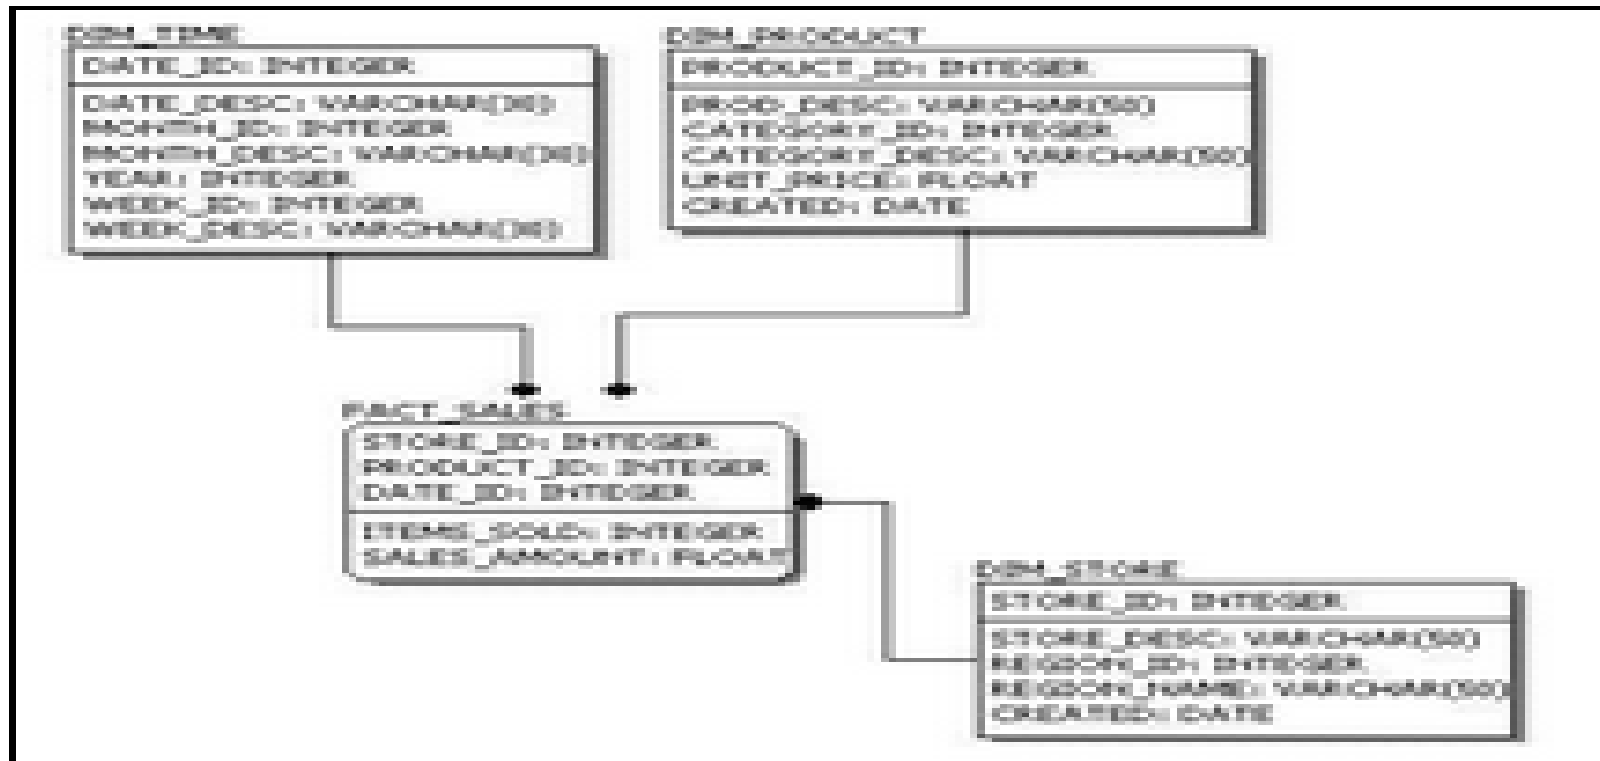 DIM_TIME
DATE_ID: INTEGER
DATE_DESC: VARCHAR(30)
MONTH_ID: INTEGER
MONTH_DESC: VARCHAR(30)
YEAR: INTEGER
WEEK_ID: INTEGER
WEEK_DESC: VARCHAR(30)
DIM_PRODUCT
PRODUCT_ID: INTEGER
PROD_DESC: VARCHAR(50)
CATEGORY_ID: INTEGER
CATEGORY_DESC: VARCHAR(50)
UNIT_PRICE: FLOAT
CREATED: DATE
FACT_SALES
STORE_ID: INTEGER
PRODUCT_ID: INTEGER
DATE_ID: INTEGER
ITEMS_SOLD: INTEGER
SALES_AMOUNT: FLOAT
DIM_STORE
STORE_ID: INTEGER
STORE_DESC: VARCHAR(50)
REGION_ID: INTEGER
REGION_NAME: VARCHAR(50)
CREATED: DATE